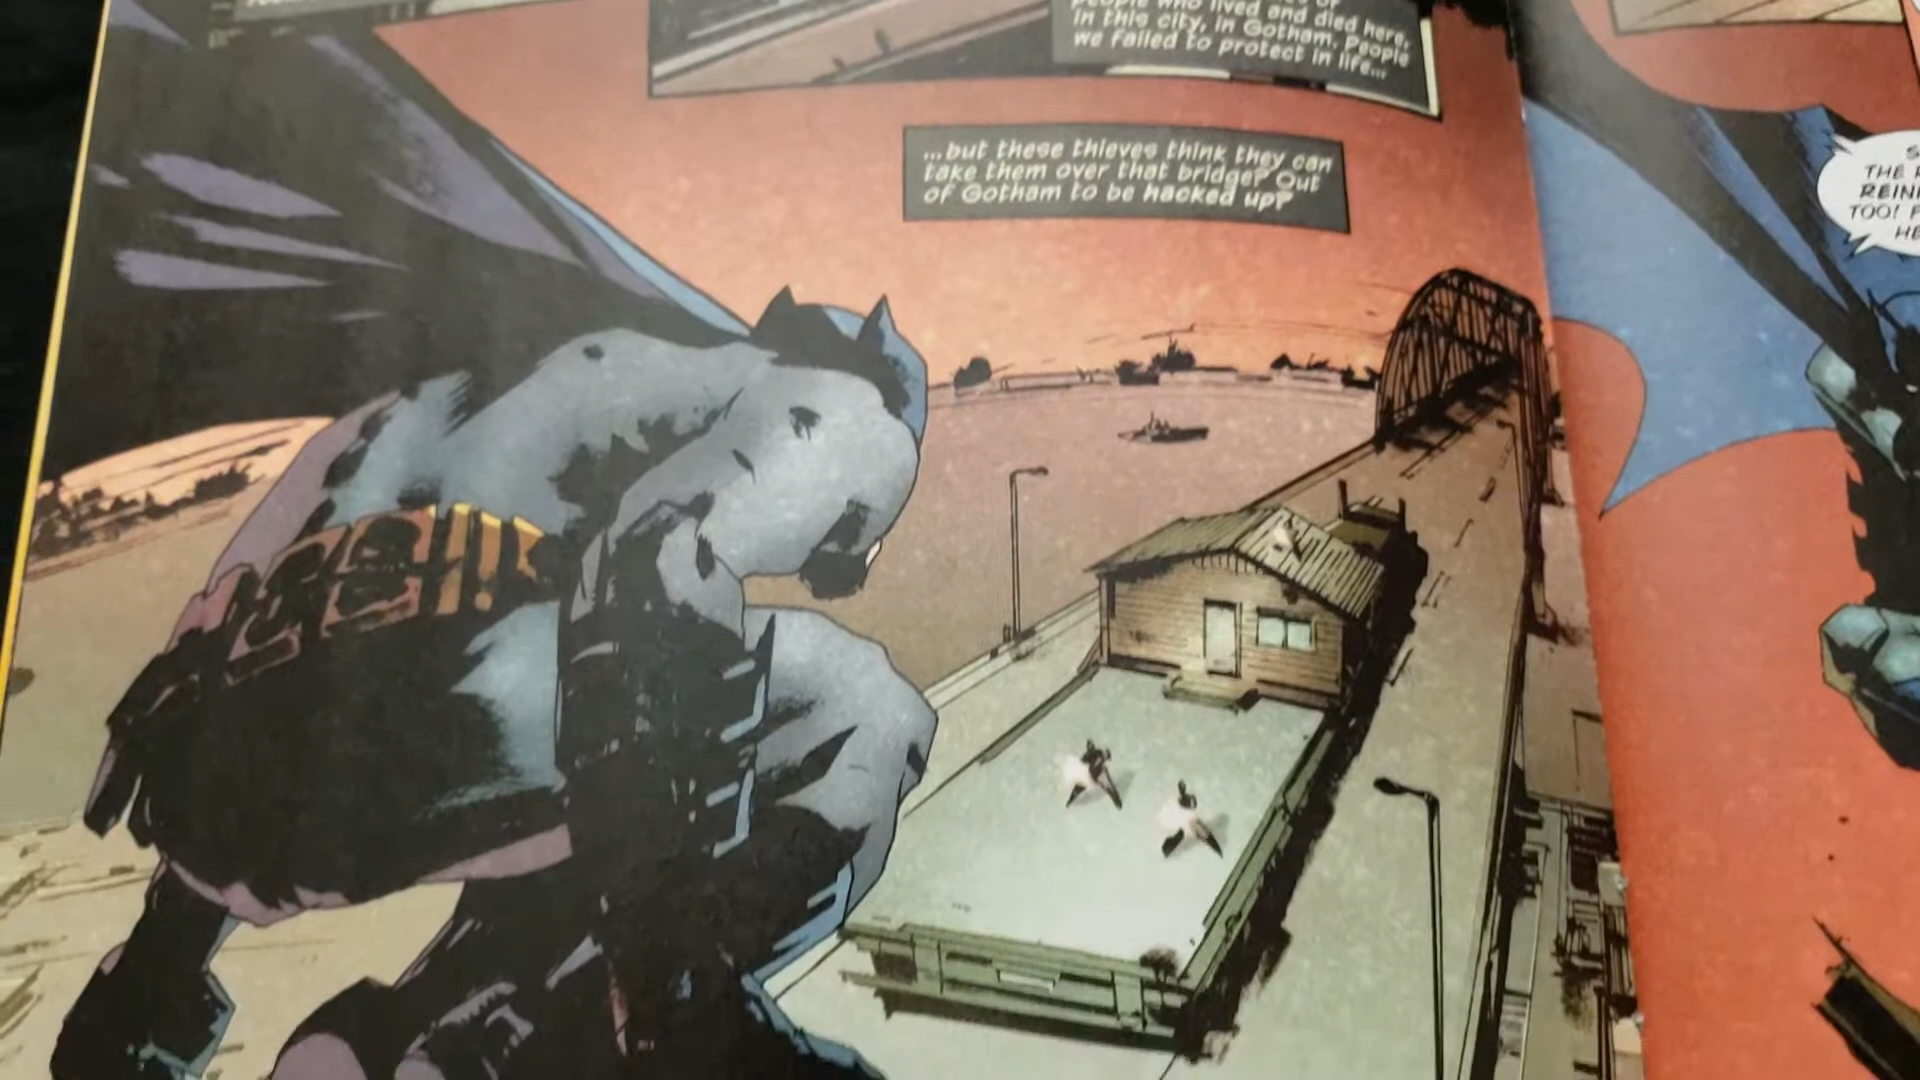 people who lived and died here,
in this city, in Gotham. People
we failed to protect in life...
...but these thieves think they can
take them over that bridge? Out
of Gotham to be hacked up?
THE
TOO!